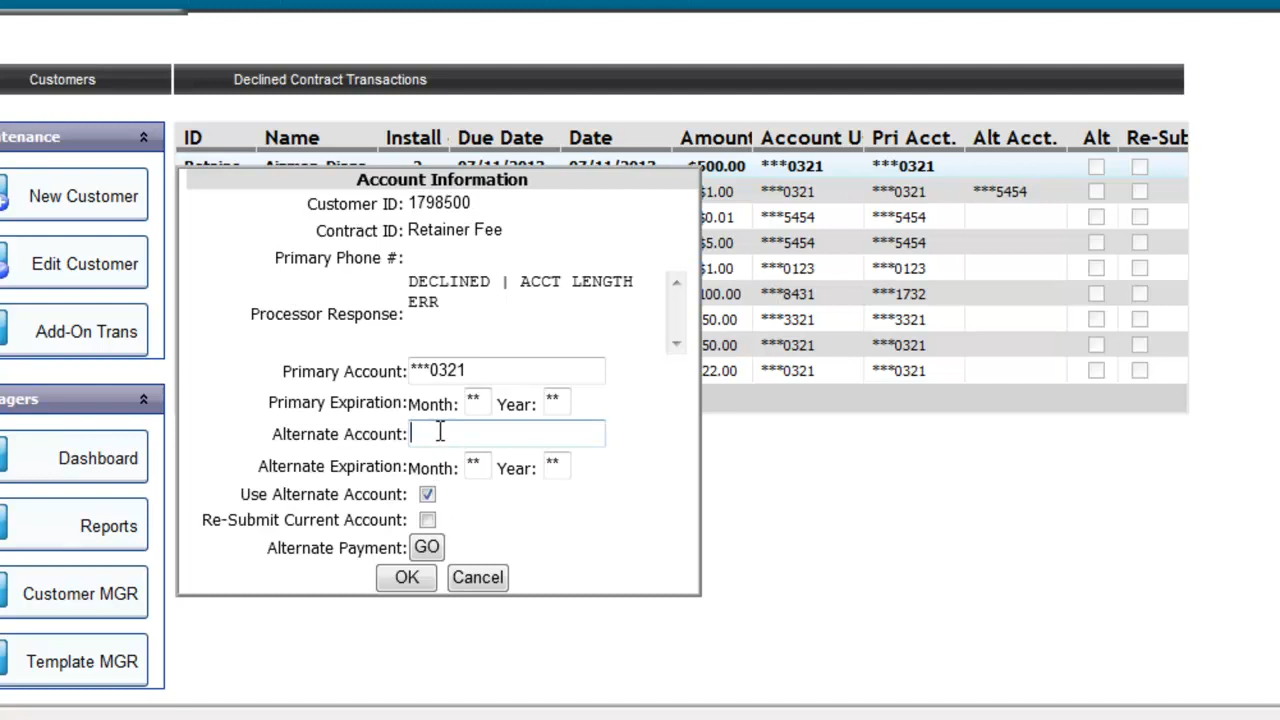 Customers
Declined Contract Transactions
tenance
ID Name Install Due Date Date Amount Account U Pri Acct. Alt Acct. Alt Re-Sub
$500.00 ***0321 ***0321
New Customer
$1.00 ***0321 ***0321 ***5454
$0.01 ***5454 ***5454
Edit Customer
$5.00 ***5454 ***5454
$1.00 ***0123 ***0123
Add-On Trans
100.00 ***8431 ***1732
50.00 ***3321 ***3321
50.00 ***0321 ***0321
22.00 ***0321 ***0321
agers
Dashboard
Reports
Customer MGR
Template MGR
Account Information
Customer ID: 1798500
Contract ID: Retainer Fee
Primary Phone #:
Processor Response: DECLINED | ACCT LENGTH
ERR
Primary Account: ***0321
Primary Expiration: Month: ** Year: **
Alternate Account:
Alternate Expiration: Month: ** Year: **
Use Alternate Account:
Re-Submit Current Account:
Alternate Payment: GO
OK Cancel